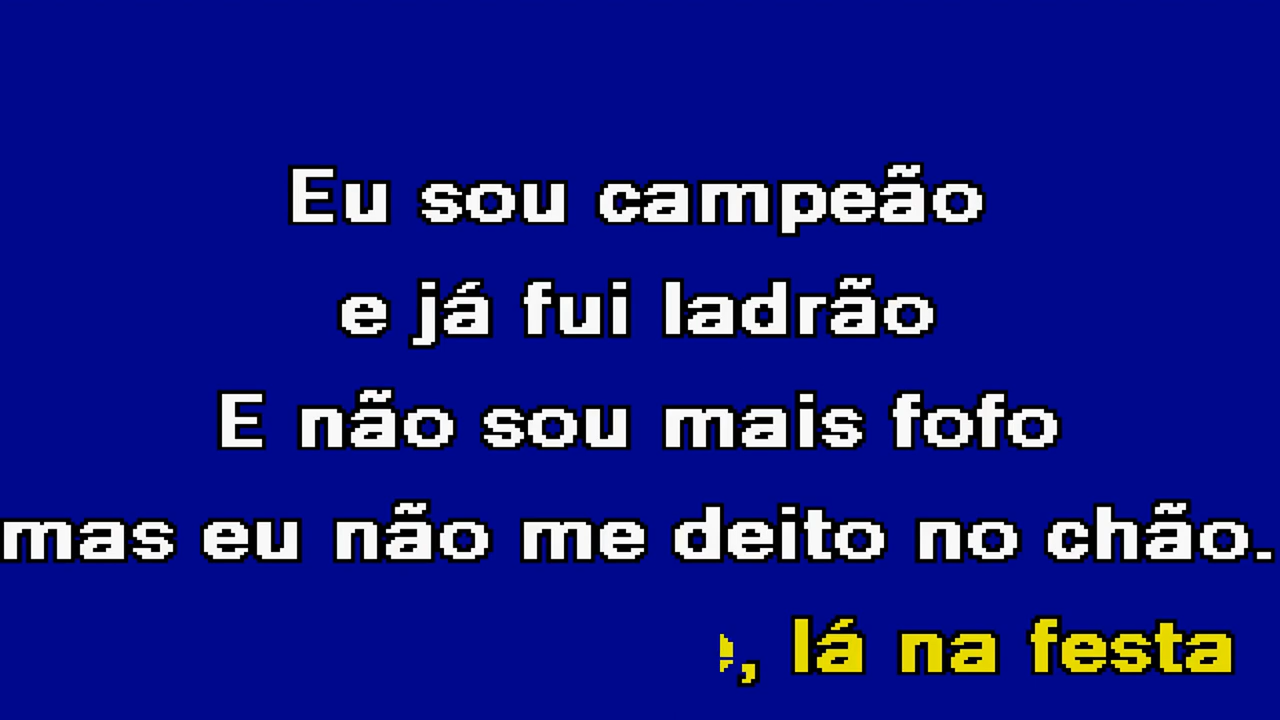 Eu sou campeão
e já fui ladrão
E não sou mais fofo
mas eu não me deito no chão.
, lá na festa